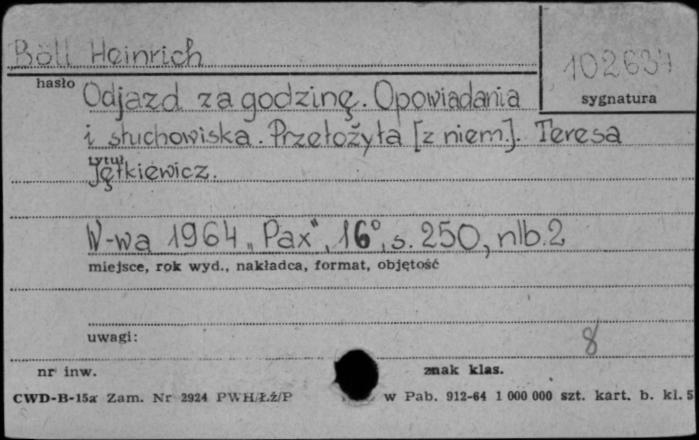 Böll Heinrich
102634
hasło
sygnatura
Odjazd za godzinę. Opowiadania
i słuchowiska. Przełożyła [z niem]. Teresa
tytuł
Jętkiewicz.
W-wa 1964 „Pax", 16°, s. 250, nlb. 2
miejsce, rok wyd., nakładca, format, objętość
uwagi:
8
nr inw.
znak klas.
CWD-B-15a Zam. Nr 2924 PWH/Łź/P
w Pab. 912-64 1 000 000 szt. kart. b. kl. 5